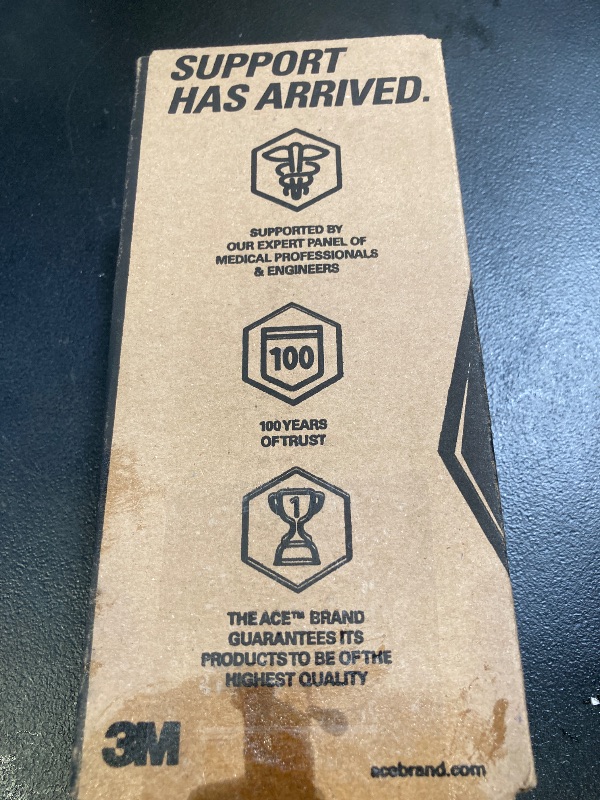 SUPPORT
HAS ARRIVED.
SUPPORTED BY
OUR EXPERT PANEL OF
MEDICAL PROFESSIONALS
& ENGINEERS
100
100 YEARS
OF TRUST
1
THE ACE™ BRAND
GUARANTEES ITS
PRODUCTS TO BE OF THE
HIGHEST QUALITY
3M
acebrand.com